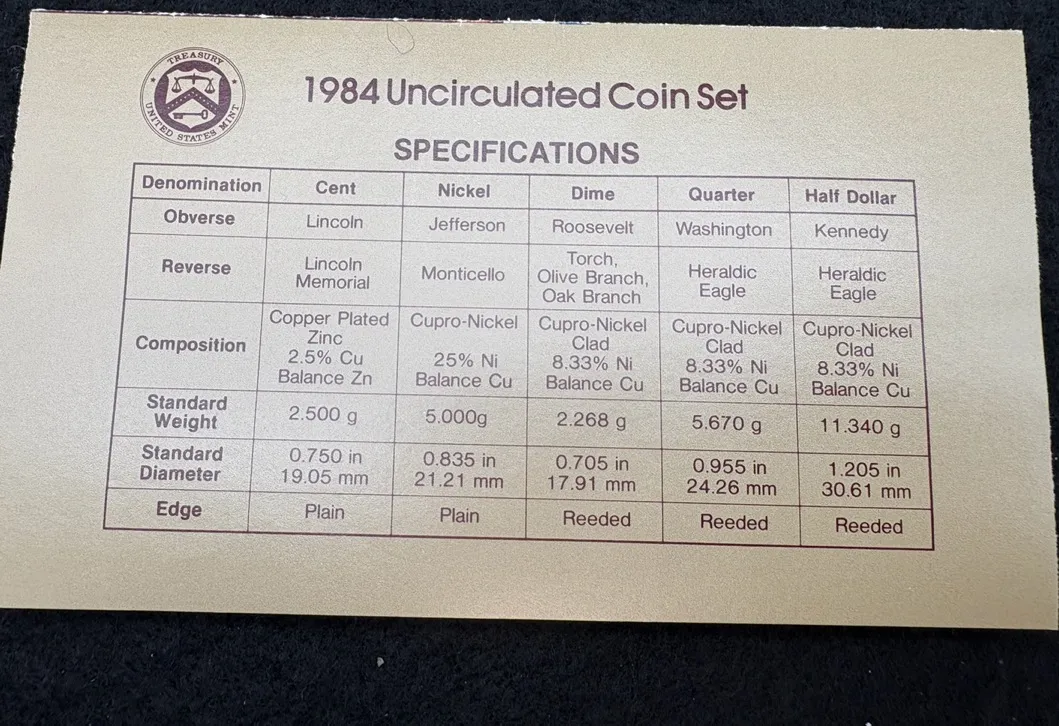 TREASURY
UNITED STATES MINT
1984 Uncirculated Coin Set
SPECIFICATIONS
Denomination Cent Nickel Dime Quarter Half Dollar
Obverse Lincoln Jefferson Roosevelt Washington Kennedy
Reverse Lincoln Memorial Monticello Torch, Olive Branch, Oak Branch Heraldic Eagle Heraldic Eagle
Composition Copper Plated Zinc 2.5% Cu Balance Zn Cupro-Nickel 25% Ni Balance Cu Cupro-Nickel Clad 8.33% Ni Balance Cu Cupro-Nickel Clad 8.33% Ni Balance Cu Cupro-Nickel Clad 8.33% Ni Balance Cu
Standard Weight 2.500 g 5.000g 2.268 g 5.670 g 11.340 g
Standard Diameter 0.750 in 19.05 mm 0.835 in 21.21 mm 0.705 in 17.91 mm 0.955 in 24.26 mm 1.205 in 30.61 mm
Edge Plain Plain Reeded Reeded Reeded